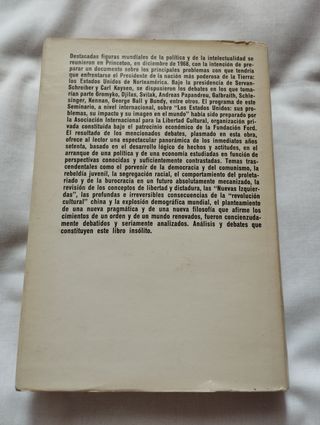 Destacadas figuras mundiales de la política y de la intelectualidad se
reunieron en Princeton, en diciembre de 1968, con la intención de pre-
parar un documento sobre los principales problemas con que tendría
que enfrentarse el Presidente de la nación más poderosa de la Tierra:
los Estados Unidos de Norteamérica. Bajo la presidencia de Servan-
Schreiber y Carl Kaysen, se dispusieron los debates en los que toma-
rían parte Gromyko, Djilas, Svitak, Andreas Papandreu, Galbraith, Schle-
singer, Kennan, George Ball y Bundy, entre otros. El programa de este
Seminario, a nivel internacional, sobre "Los Estados Unidos: sus pro-
blemas, su impacto y su imagen en el mundo" había sido preparado por
la Asociación Internacional para la Libertad Cultural, organización pri-
vada constituida bajo el patrocinio económico de la Fundación Ford.
El resultado de los mencionados debates, plasmado en esta obra,
ofrece al lector una espectacular panorámica de los inmediatos años
setenta, basada en el desarrollo lógico de hechos y actitudes, en el
arranque de una política y de una economía estudiadas en función de
perspectivas conocidas y suficientemente contrastadas. Temas tras-
cendentales como el porvenir de la democracia y del comunismo, la
rebeldía juvenil, la segregación racial, el comportamiento del proleta-
riado y de la burocracia en un futuro absolutamente mecanizado, la
revisión de los conceptos de libertad y dictadura, las "Nuevas Izquier-
das", las profundas e irreversibles consecuencias de la "revolución
cultural" china y la explosión demográfica mundial, el planteamiento
de una nueva pragmática y de una nueva filosofía que afirme los
cimientos de un orden y de un mundo renovados, fueron concienzuda-
mente debatidos y seriamente analizados. Análisis y debates que
constituyen este libro insólito.